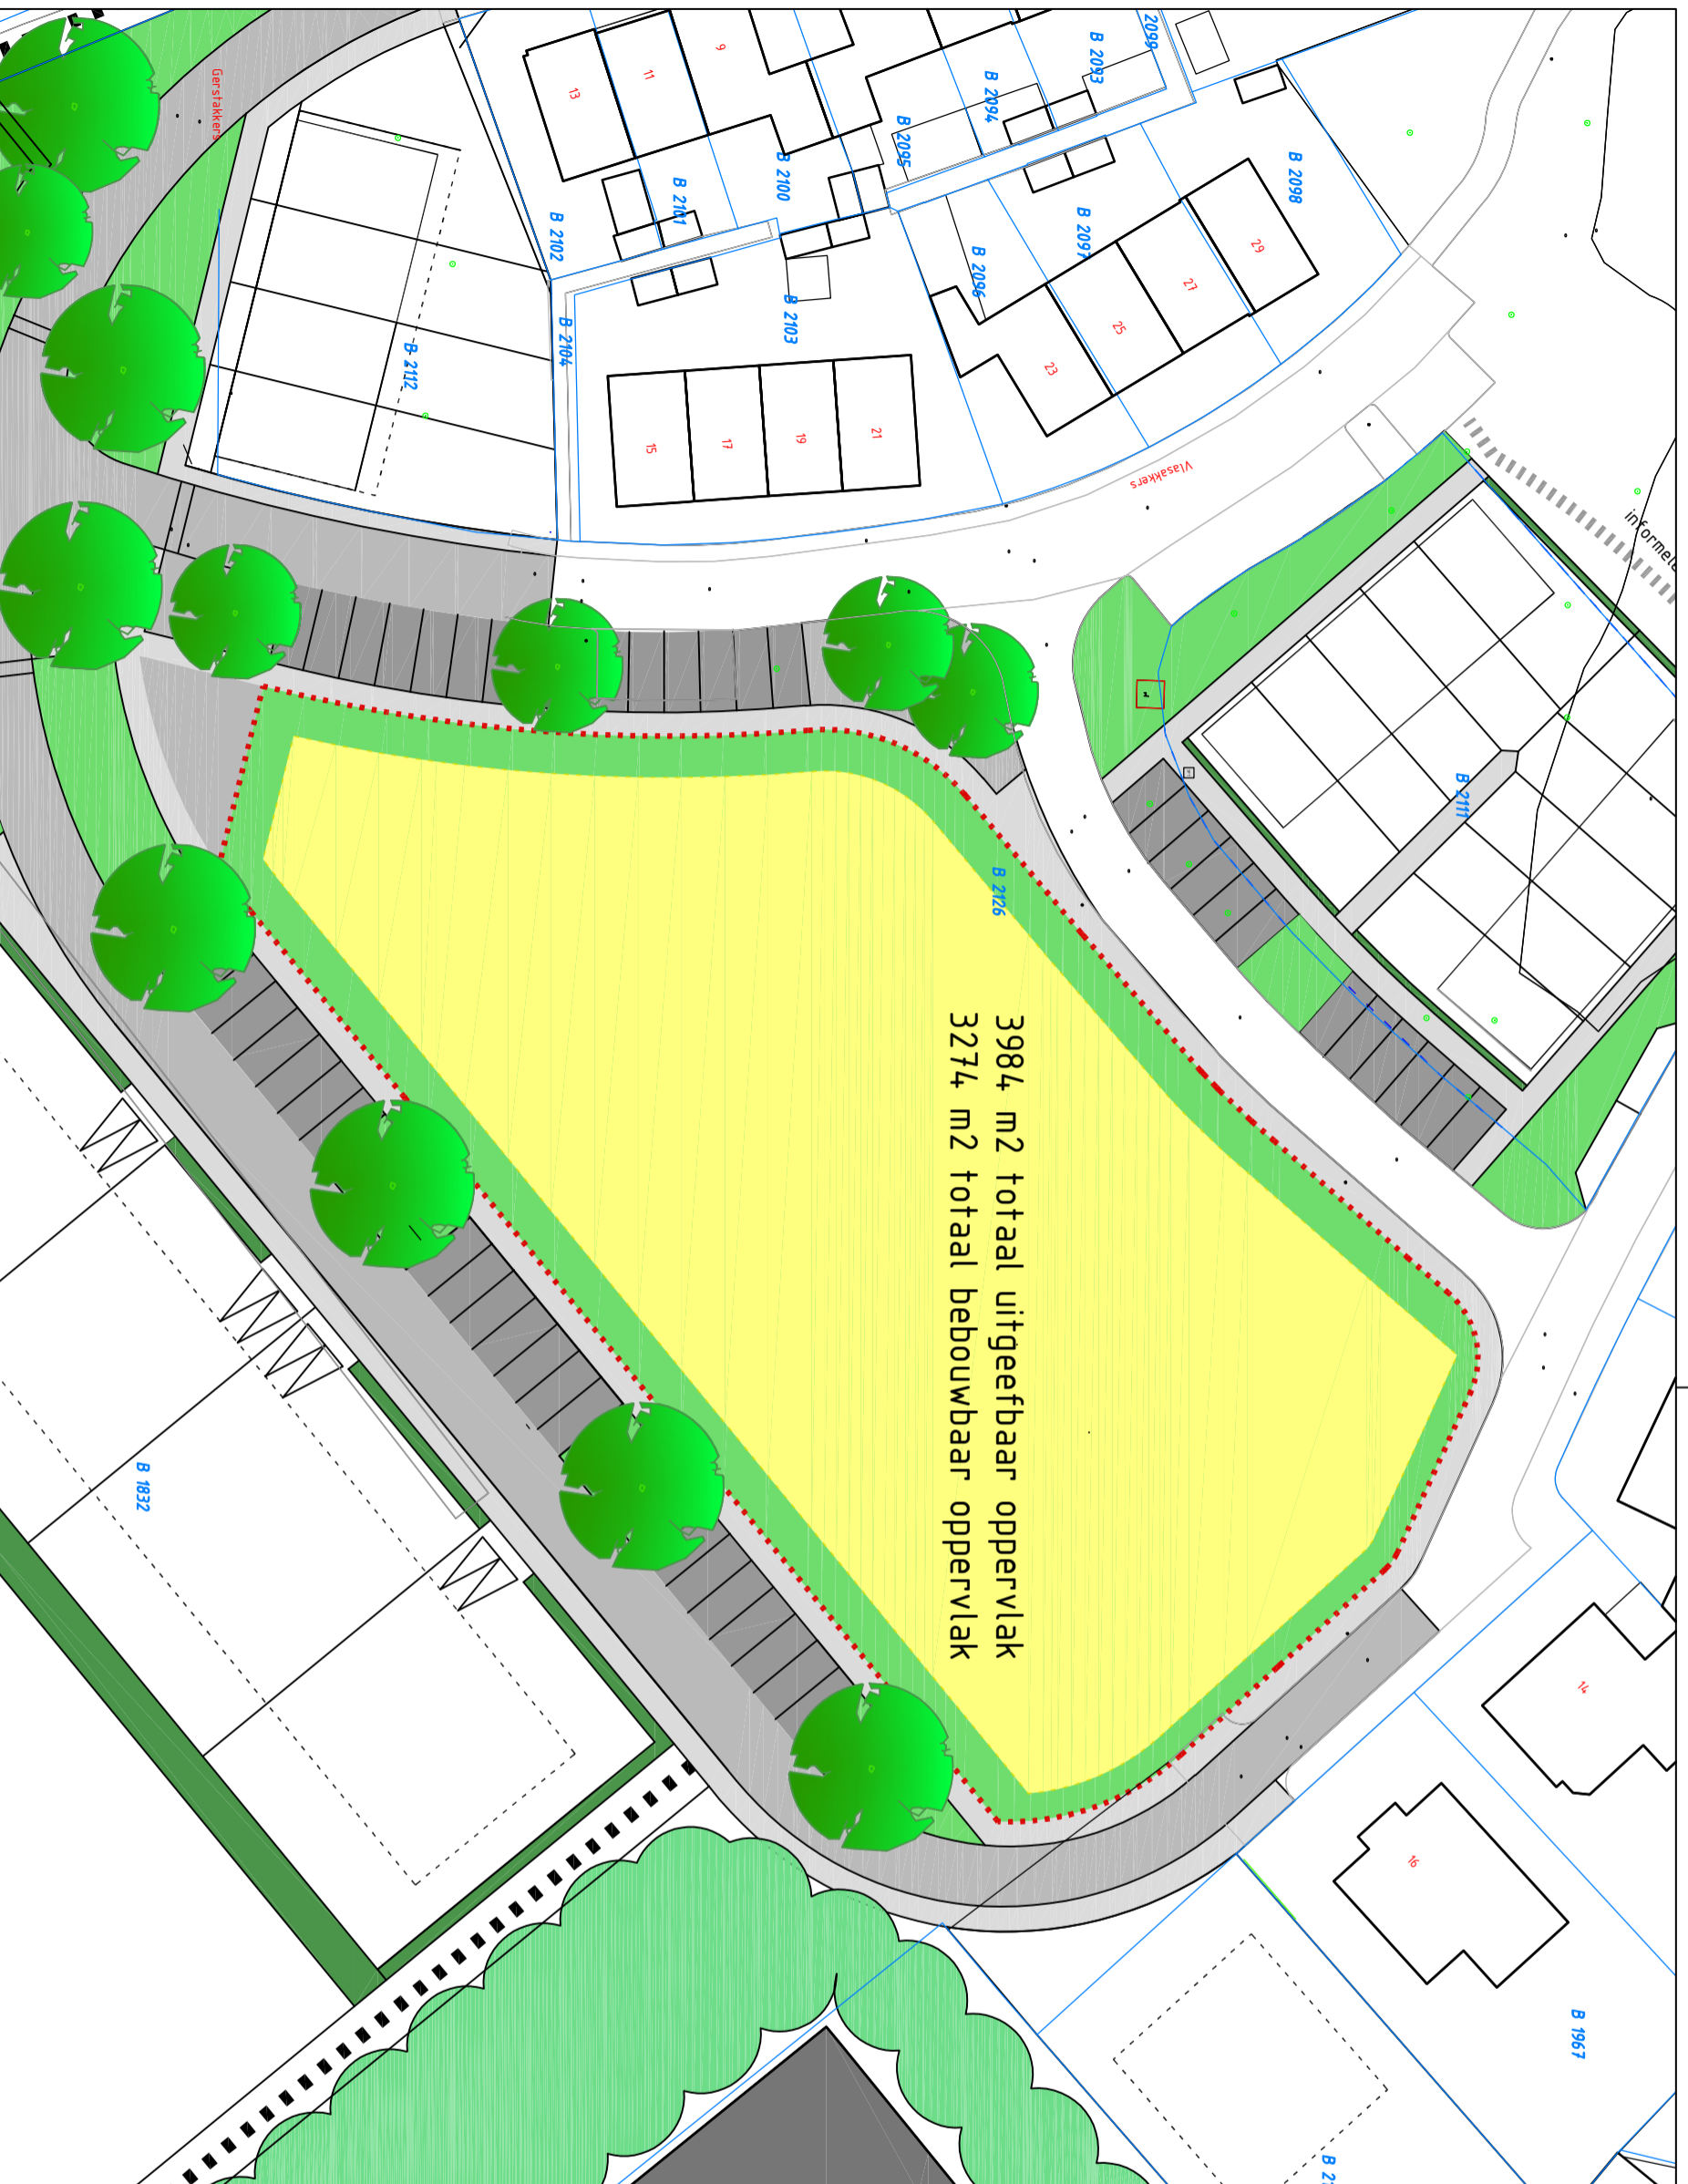 3984 m2 totaal uitgeefbaar oppervlak
3274 m2 totaal bebouwbaar oppervlak
Gerstakkers
Vlasakkers
B 2099
B 2093
B 2094
B 2095
B 2098
B 2097
B 2096
B 2100
B 2101
B 2102
B 2103
B 2104
B 2112
B 2111
B 2126
B 1832
B 1967
9
11
13
15
17
19
21
23
25
27
29
14
16